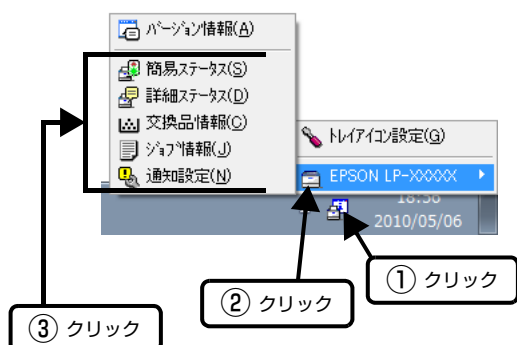 バージョン情報(A)
簡易ステータス(S)
詳細ステータス(D)
交換品情報(C)
ジョブ情報(J)
通知設定(N)
トレイアイコン設定(G)
EPSON LP-XXXXX
18:56
2010/05/06
① クリック
② クリック
③ クリック